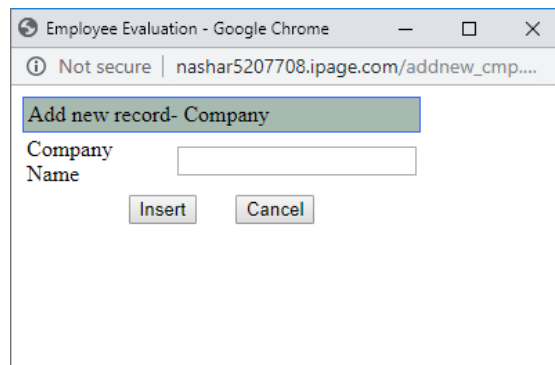 Employee Evaluation - Google Chrome
Not secure | nashar5207708.ipage.com/addnew_cmp....
Add new record- Company
Company
Name
Insert Cancel